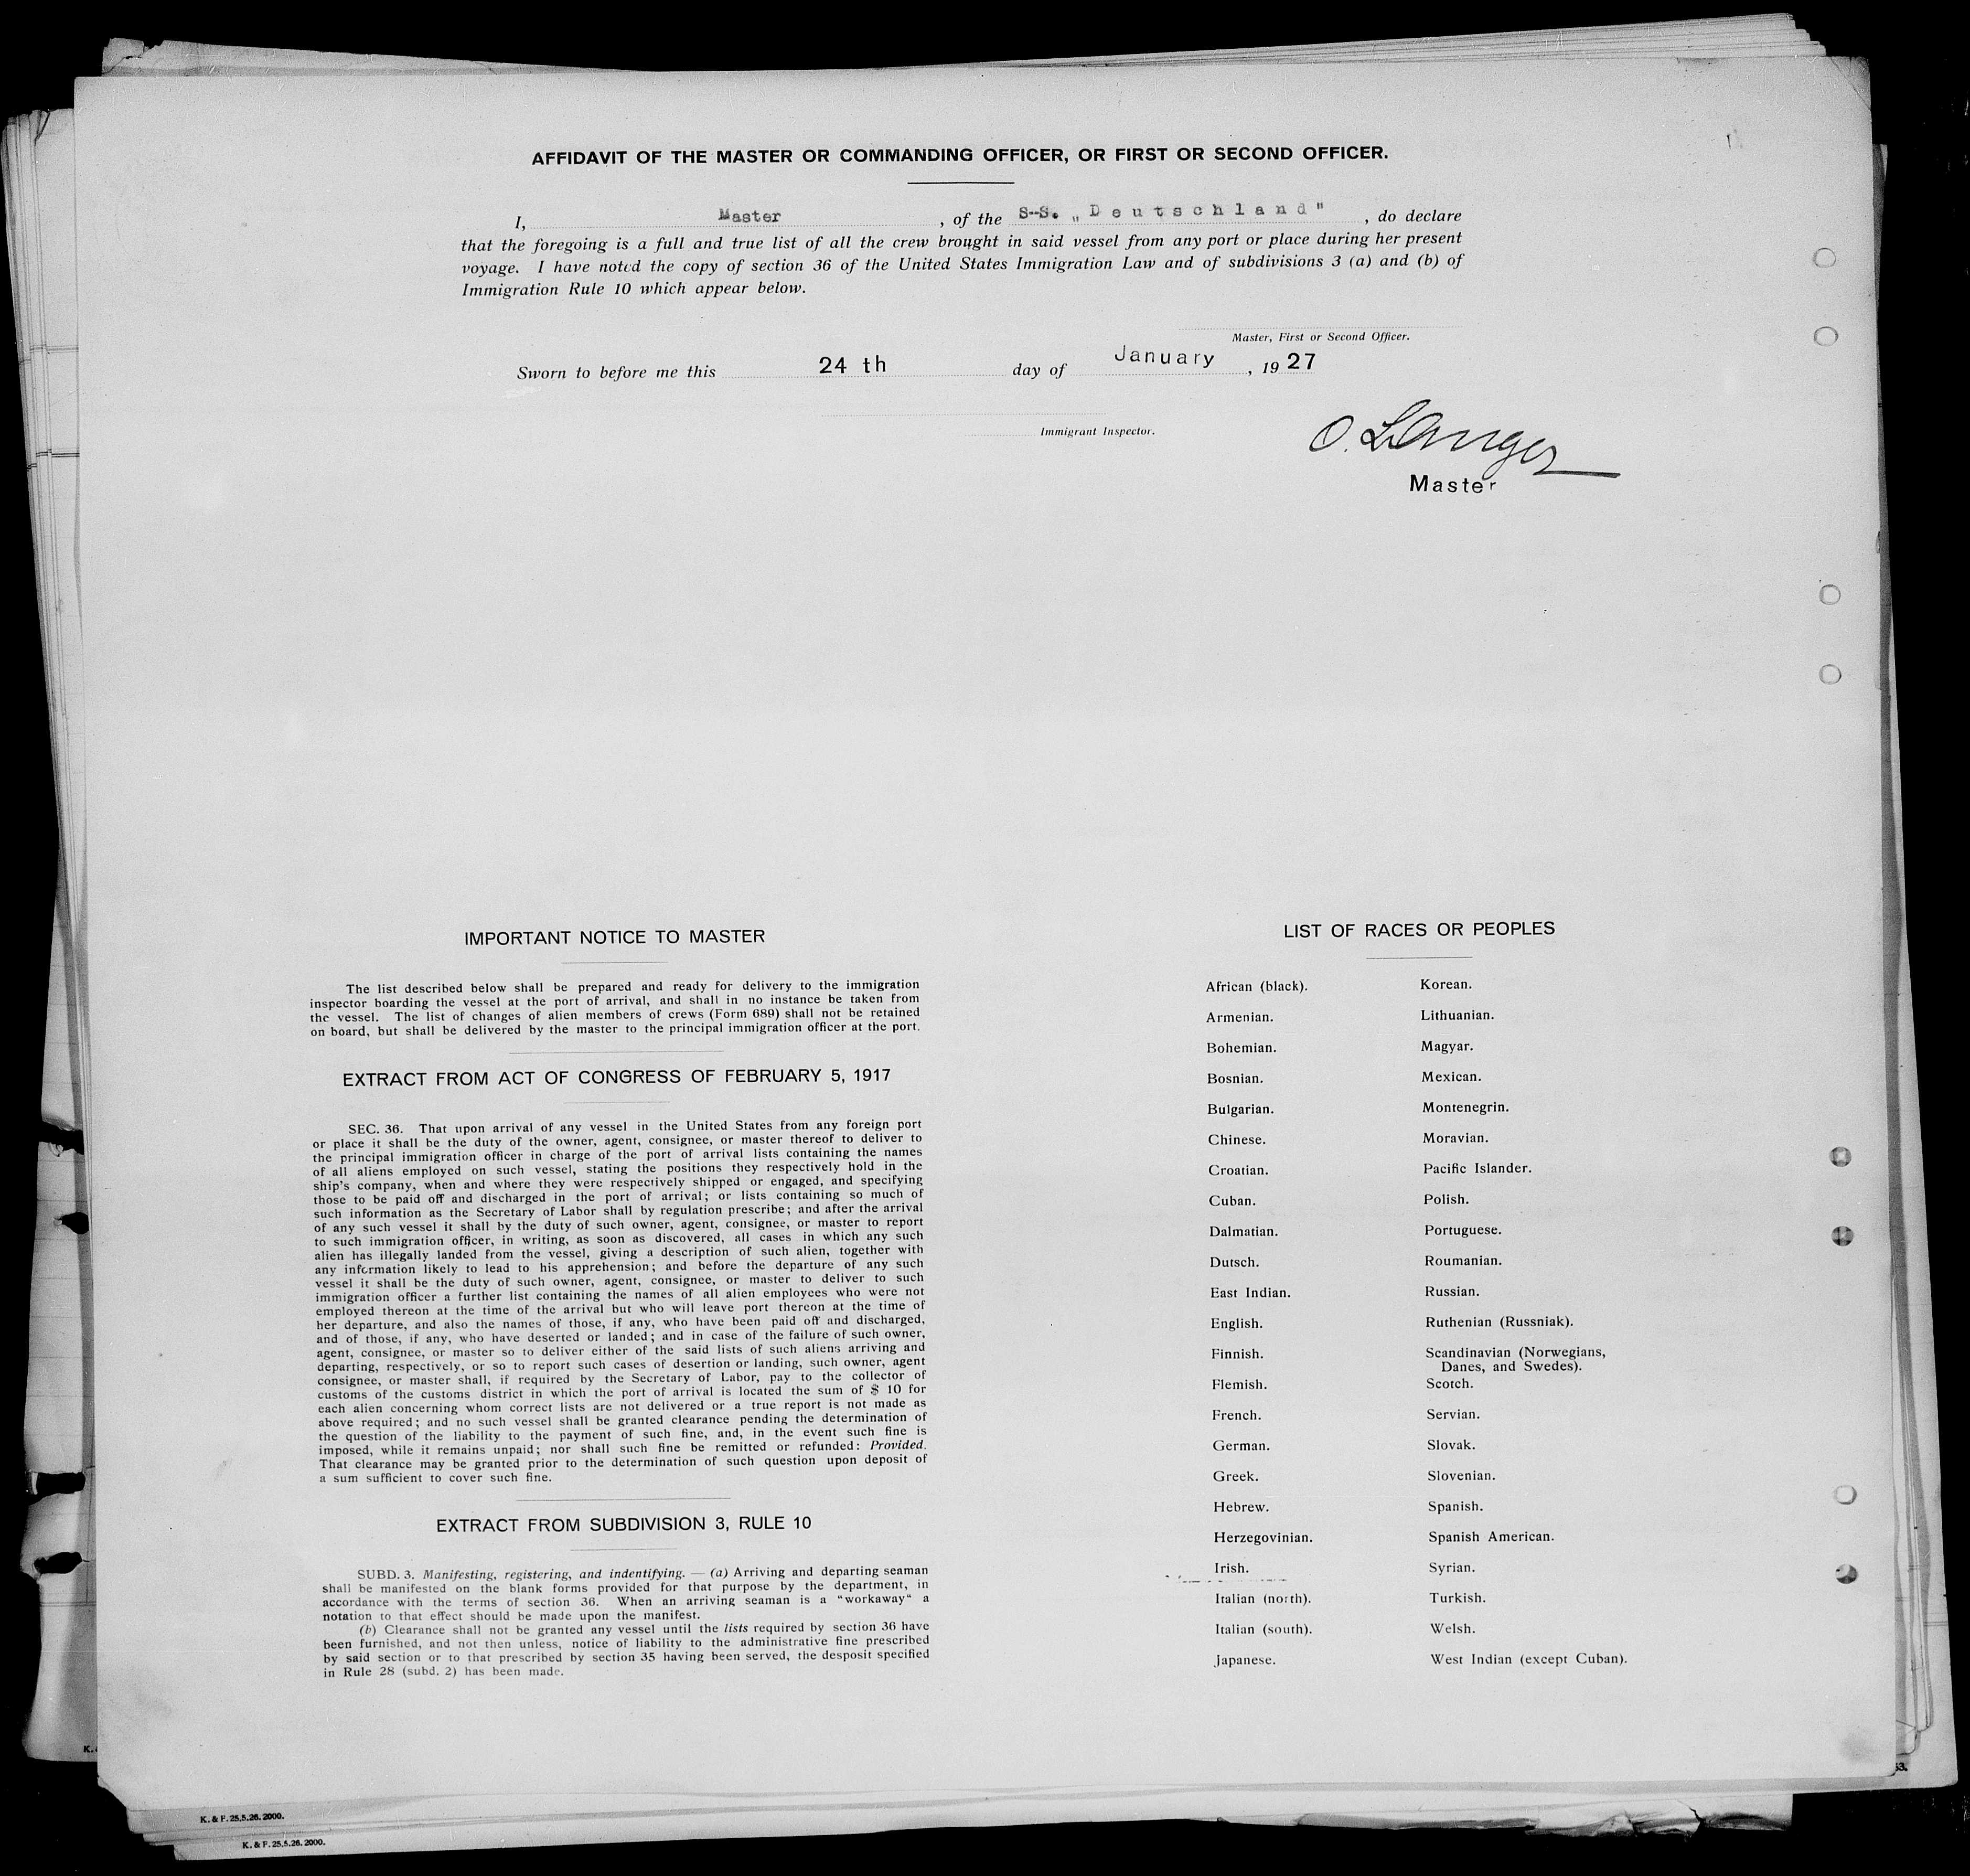 AFFIDAVIT OF THE MASTER OR COMMANDING OFFICER, OR FIRST OR SECOND OFFICER.
I, Master , of the S-S. „Deutschland" , do declare
that the foregoing is a full and true list of all the crew brought in said vessel from any port or place during her present
voyage. I have noted the copy of section 36 of the United States Immigration Law and of subdivisions 3 (a) and (b) of
Immigration Rule 10 which appear below.
Master, First or Second Officer.
Sworn to before me this 24 th day of January , 19 27
Immigrant Inspector.
O. Langer
Master
IMPORTANT NOTICE TO MASTER
The list described below shall be prepared and ready for delivery to the immigration
inspector boarding the vessel at the port of arrival, and shall in no instance be taken from
the vessel. The list of changes of alien members of crews (Form 689) shall not be retained
on board, but shall be delivered by the master to the principal immigration officer at the port.
EXTRACT FROM ACT OF CONGRESS OF FEBRUARY 5, 1917
SEC. 36. That upon arrival of any vessel in the United States from any foreign port
or place it shall be the duty of the owner, agent, consignee, or master thereof to deliver to
the principal immigration officer in charge of the port of arrival lists containing the names
of all aliens employed on such vessel, stating the positions they respectively hold in the
ship's company, when and where they were respectively shipped or engaged, and specifying
those to be paid off and discharged in the port of arrival; or lists containing so much of
such information as the Secretary of Labor shall by regulation prescribe; and after the arrival
of any such vessel it shall by the duty of such owner, agent, consignee, or master to report
to such immigration officer, in writing, as soon as discovered, all cases in which any such
alien has illegally landed from the vessel, giving a description of such alien, together with
any information likely to lead to his apprehension; and before the departure of any such
vessel it shall be the duty of such owner, agent, consignee, or master to deliver to such
immigration officer a further list containing the names of all alien employees who were not
employed thereon at the time of the arrival but who will leave port thereon at the time of
her departure, and also the names of those, if any, who have been paid off and discharged,
and of those, if any, who have deserted or landed; and in case of the failure of such owner,
agent, consignee, or master so to deliver either of the said lists of such aliens arriving and
departing, respectively, or so to report such cases of desertion or landing, such owner, agent
consignee, or master shall, if required by the Secretary of Labor, pay to the collector of
customs of the customs district in which the port of arrival is located the sum of $ 10 for
each alien concerning whom correct lists are not delivered or a true report is not made as
above required; and no such vessel shall be granted clearance pending the determination of
the question of the liability to the payment of such fine, and, in the event such fine is
imposed, while it remains unpaid; nor shall such fine be remitted or refunded: Provided.
That clearance may be granted prior to the determination of such question upon deposit of
a sum sufficient to cover such fine.
EXTRACT FROM SUBDIVISION 3, RULE 10
SUBD. 3. Manifesting, registering, and indentifying. — (a) Arriving and departing seaman
shall be manifested on the blank forms provided for that purpose by the department, in
accordance with the terms of section 36. When an arriving seaman is a "workaway" a
notation to that effect should be made upon the manifest.
(b) Clearance shall not be granted any vessel until the lists required by section 36 have
been furnished, and not then unless, notice of liability to the administrative fine prescribed
by said section or to that prescribed by section 35 having been served, the desposit specified
in Rule 28 (subd. 2) has been made.
LIST OF RACES OR PEOPLES
African (black).
Armenian.
Bohemian.
Bosnian.
Bulgarian.
Chinese.
Croatian.
Cuban.
Dalmatian.
Dutsch.
East Indian.
English.
Finnish.
Flemish.
French.
German.
Greek.
Hebrew.
Herzegovinian.
Irish.
Italian (north).
Italian (south).
Japanese.
Korean.
Lithuanian.
Magyar.
Mexican.
Montenegrin.
Moravian.
Pacific Islander.
Polish.
Portuguese.
Roumanian.
Russian.
Ruthenian (Russniak).
Scandinavian (Norwegians,
Danes, and Swedes).
Scotch.
Servian.
Slovak.
Slovenian.
Spanish.
Spanish American.
Syrian.
Turkish.
Welsh.
West Indian (except Cuban).
K. & F. 25.5.26. 2000.
K. & F. 25.5.26. 2000.